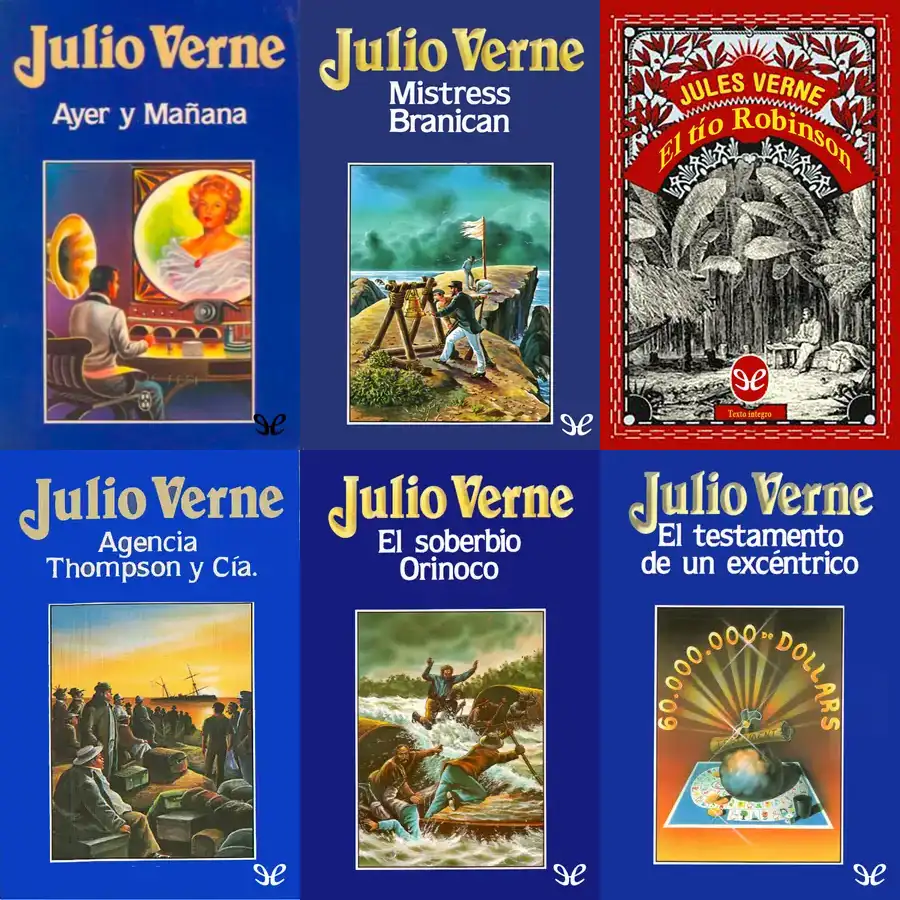 Julio Verne
Ayer y Mañana
Julio Verne
Mistress
Branican
JULES VERNE
El tío Robinson
Texto íntegro
Julio Verne
Agencia
Thompson y Cía.
Julio Verne
El soberbio
Orinoco
Julio Verne
El testamento
de un excéntrico
60.000.000 DE DOLLARS